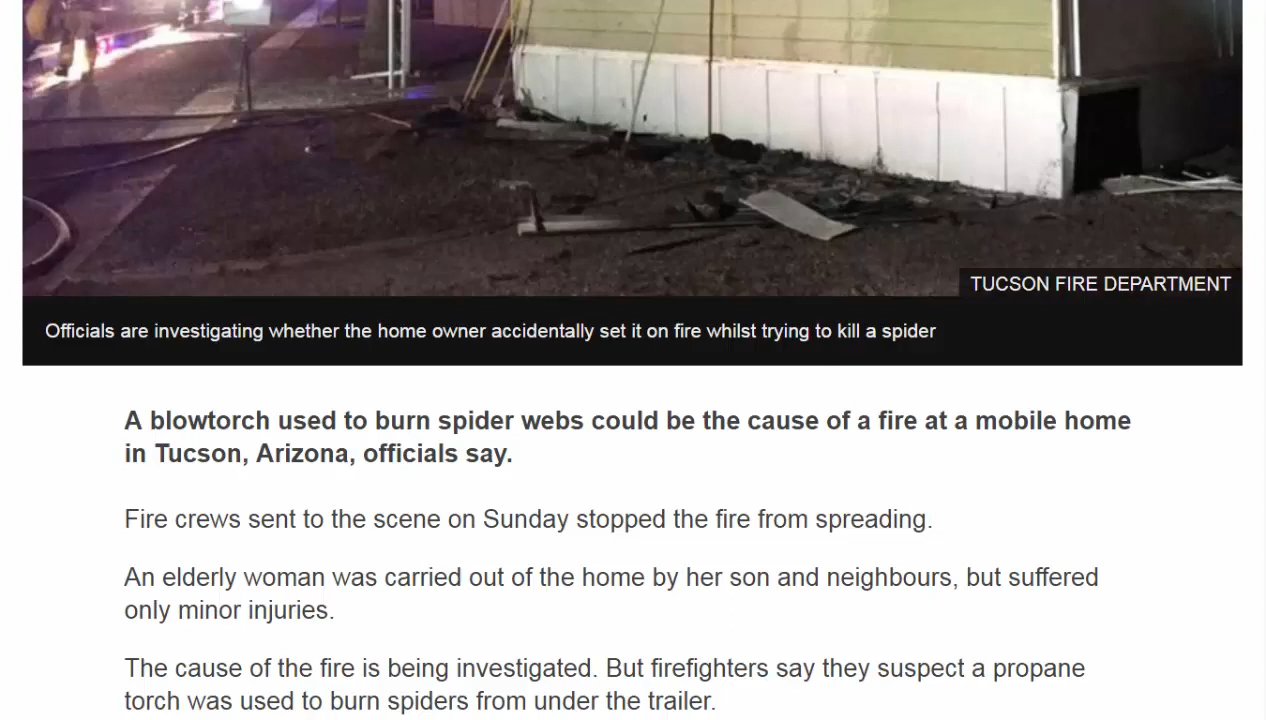 TUCSON FIRE DEPARTMENT
Officials are investigating whether the home owner accidentally set it on fire whilst trying to kill a spider
A blowtorch used to burn spider webs could be the cause of a fire at a mobile home
in Tucson, Arizona, officials say.
Fire crews sent to the scene on Sunday stopped the fire from spreading.
An elderly woman was carried out of the home by her son and neighbours, but suffered
only minor injuries.
The cause of the fire is being investigated. But firefighters say they suspect a propane
torch was used to burn spiders from under the trailer.